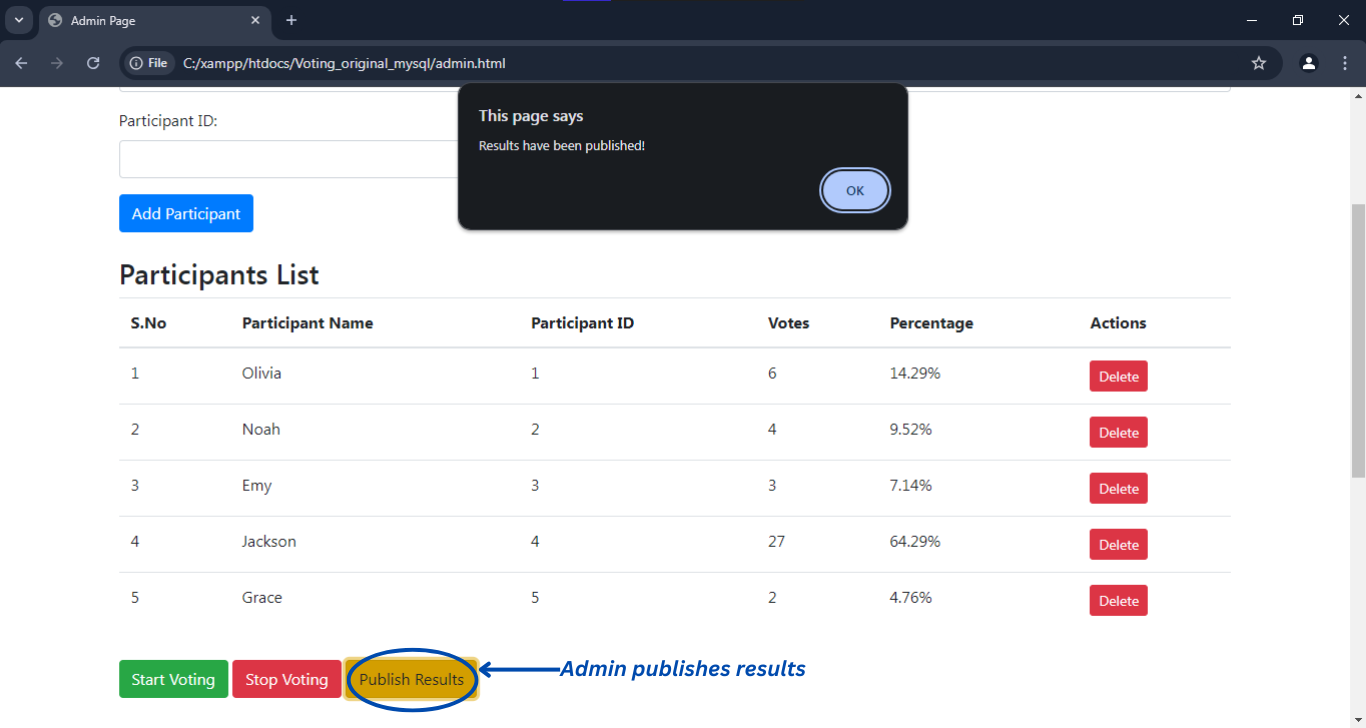 Admin Page
File C:/xampp/htdocs/Voting_original_mysql/admin.html
This page says
Results have been published!
OK
Participant ID:
Add Participant
Participants List
S.No Participant Name Participant ID Votes Percentage Actions
1 Olivia 1 6 14.29% Delete
2 Noah 2 4 9.52% Delete
3 Emy 3 3 7.14% Delete
4 Jackson 4 27 64.29% Delete
5 Grace 5 2 4.76% Delete
Start Voting Stop Voting Publish Results Admin publishes results